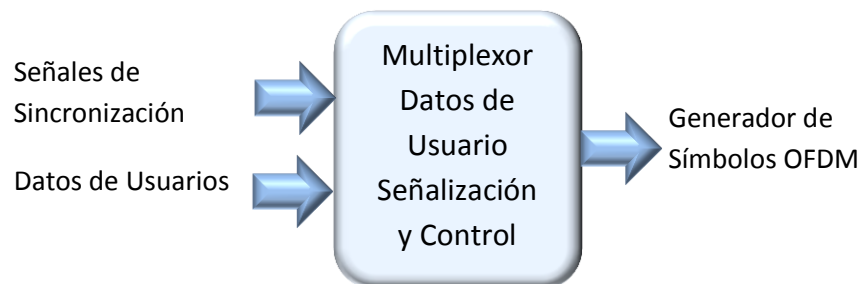 Señales de
Sincronización
Datos de Usuarios
Multiplexor
Datos de
Usuario
Señalización
y Control
Generador de
Símbolos OFDM